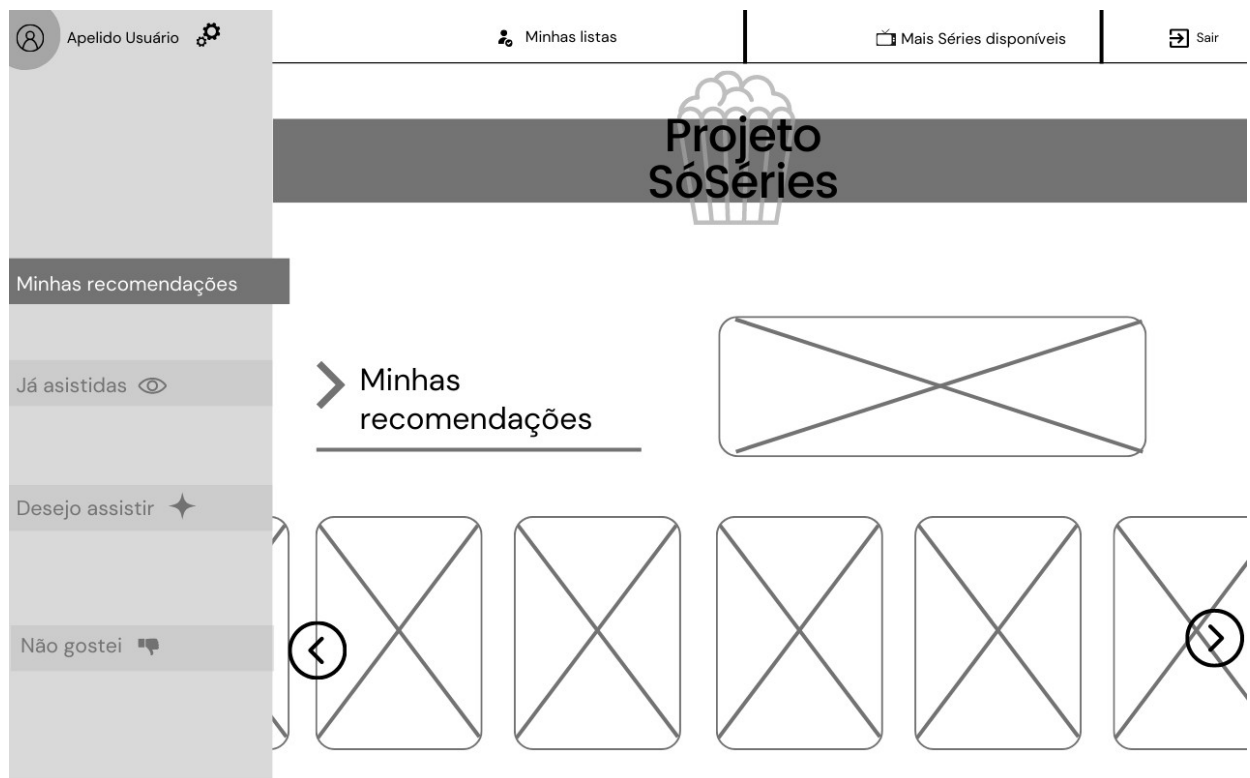 Apelido Usuário
Minhas listas
Mais Séries disponíveis
Sair
Projeto
SóSéries
Minhas recomendações
Já asistidas
Desejo assistir
Não gostei
Minhas
recomendações